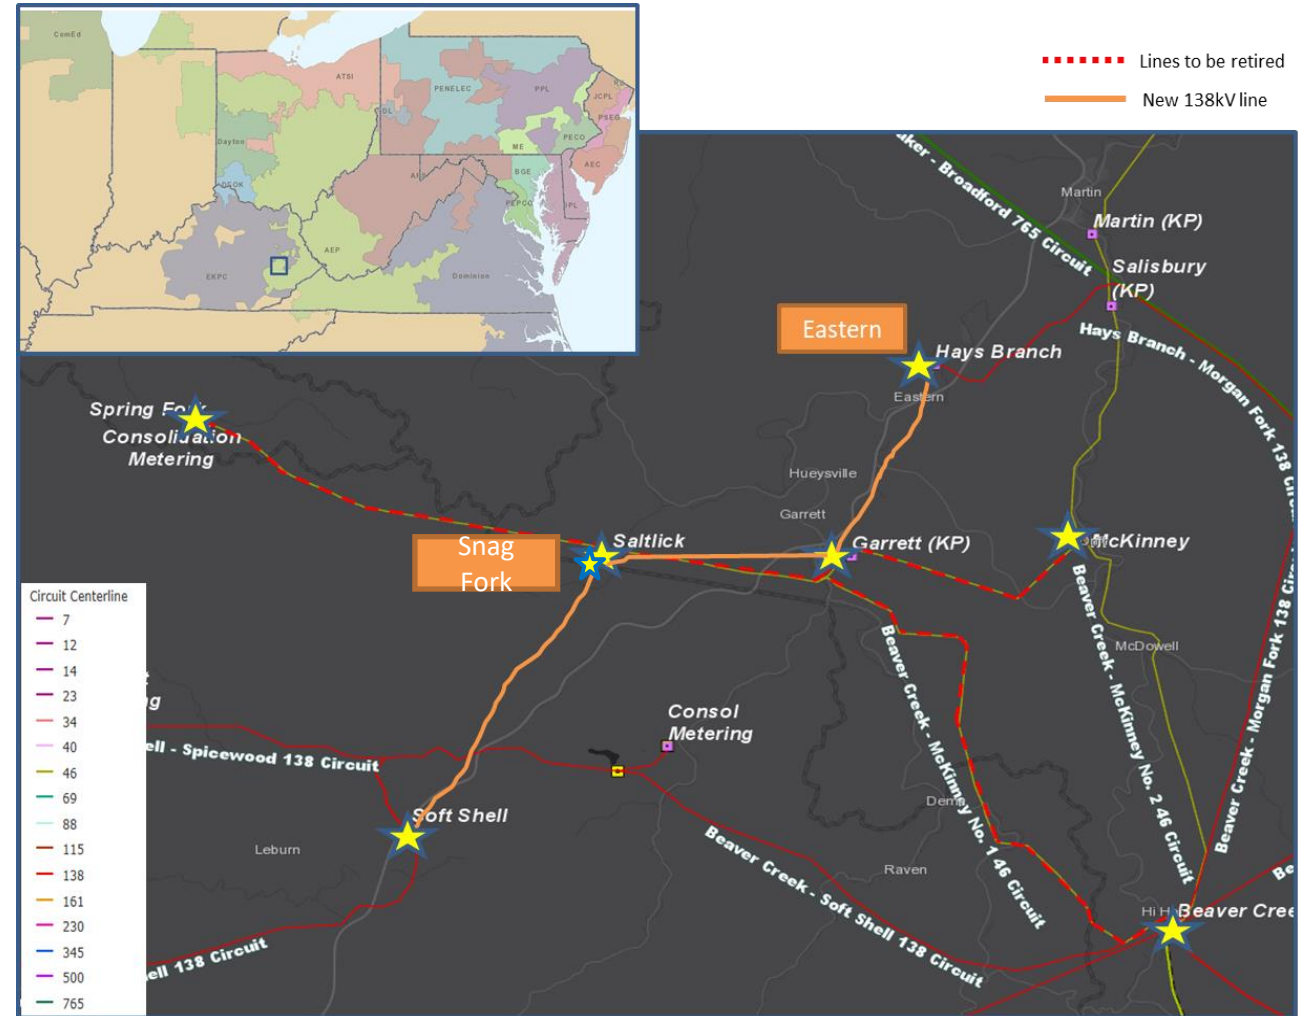 ComEd
ATSI
PENELEC
PPL
JCPL
PSEG
DL
Dayton
ME
PECO
AEC
BGE
DEOK
PEPCO
DPL
AEP
EKPC
Dominion
Lines to be retired
New 138kV line
Broadford 765 Circuit
Martin
Martin (KP)
Salisbury
(KP)
Eastern
Hays Branch
Hays Branch - Morgan Fork 138
Eastern
Spring Fork
Consolidation
Metering
Hueysville
Garrett
Snag
Fork
Saltlick
Garrett (KP)
McKinney
Circuit Centerline
7
12
14
23
34
40
46
69
88
115
138
161
230
345
500
765
McDowell
Beaver Creek - McKinney No. 1 46 Circuit
Beaver Creek - McKinney No. 2 46 Circuit
Beaver Creek - Morgan Fork 138
Consol
Metering
ell - Spicewood 138 Circuit
Soft Shell
Leburn
Beaver Creek - Soft Shell 138 Circuit
Raven
Be
Beaver Cree
ell 138 Circuit